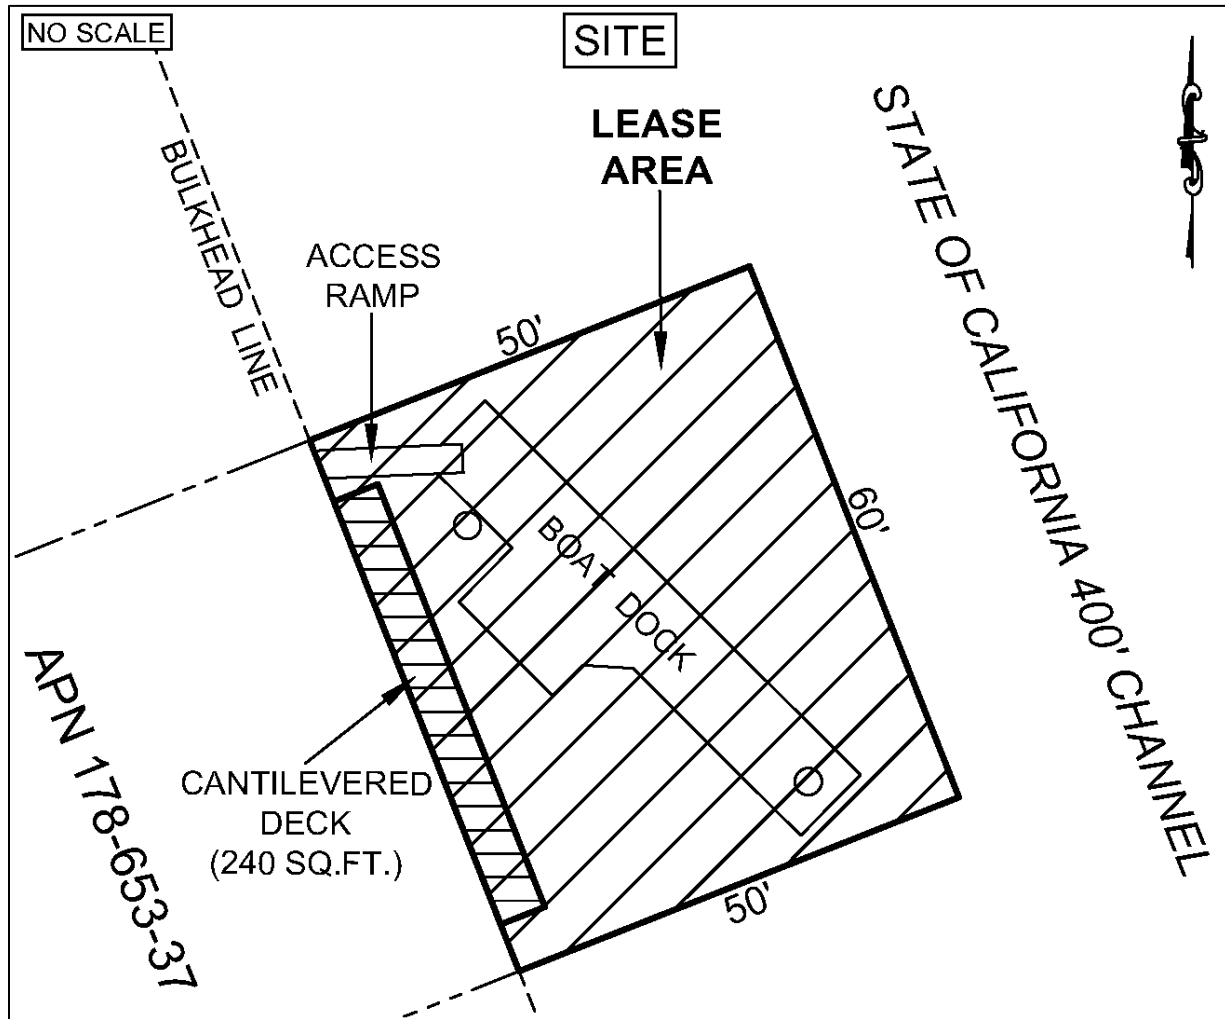 NO SCALE
SITE
LEASE
AREA
BULKHEAD LINE
ACCESS
RAMP
50'
STATE OF CALIFORNIA 400' CHANNEL
60'
BOAT DOCK
APN 178-653-37
CANTILEVERED
DECK
(240 SQ.FT.)
50'